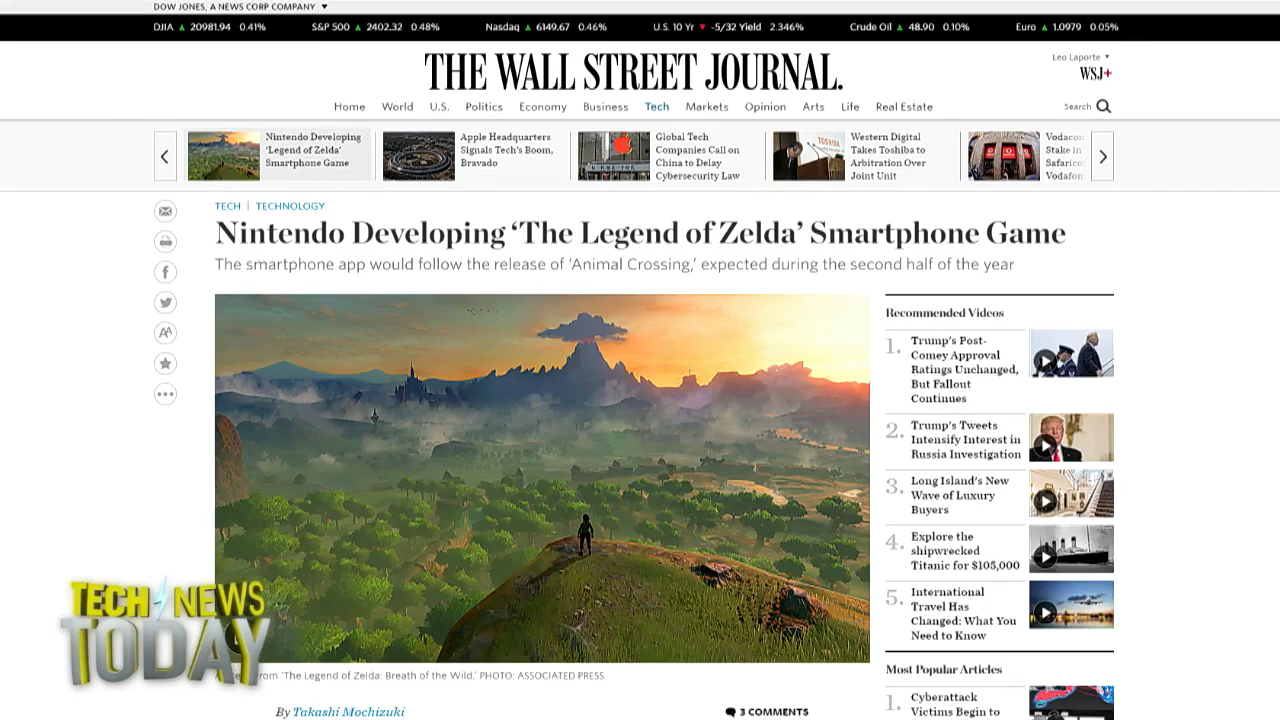 DOW JONES, A NEWS CORP COMPANY ▼
DJIA ▲ 20981.94 0.41% S&P 500 ▲ 2402.32 0.48% Nasdaq ▲ 6149.67 0.46% U.S. 10 Yr ▼ -5/32 Yield 2.346% Crude Oil ▲ 48.90 0.10% Euro ▲ 1.0979 0.05%
THE WALL STREET JOURNAL.
Leo Laporte
WSJ+
Home World U.S. Politics Economy Business Tech Markets Opinion Arts Life Real Estate
Search
Nintendo Developing
'Legend of Zelda'
Smartphone Game
Apple Headquarters
Signals Tech's Boom,
Bravado
Global Tech
Companies Call on
China to Delay
Cybersecurity Law
Western Digital
Takes Toshiba to
Arbitration Over
Joint Unit
Vodacom
Stake in
Safarico
Vodafon
TOSHIBA
TECH | TECHNOLOGY
Nintendo Developing ‘The Legend of Zelda’ Smartphone Game
The smartphone app would follow the release of ‘Animal Crossing,’ expected during the second half of the year
AA
Recommended Videos
1. Trump's Post-
Comey Approval
Ratings Unchanged,
But Fallout
Continues
2. Trump's Tweets
Intensify Interest in
Russia Investigation
3. Long Island's New
Wave of Luxury
Buyers
4. Explore the
shipwrecked
Titanic for $105,000
5. International
Travel Has
Changed: What You
Need to Know
Most Popular Articles
1. Cyberattack
Victims Begin to
TECH NEWS
TODAY
from 'The Legend of Zelda: Breath of the Wild.' PHOTO: ASSOCIATED PRESS
By Takashi Mochizuki
3 COMMENTS